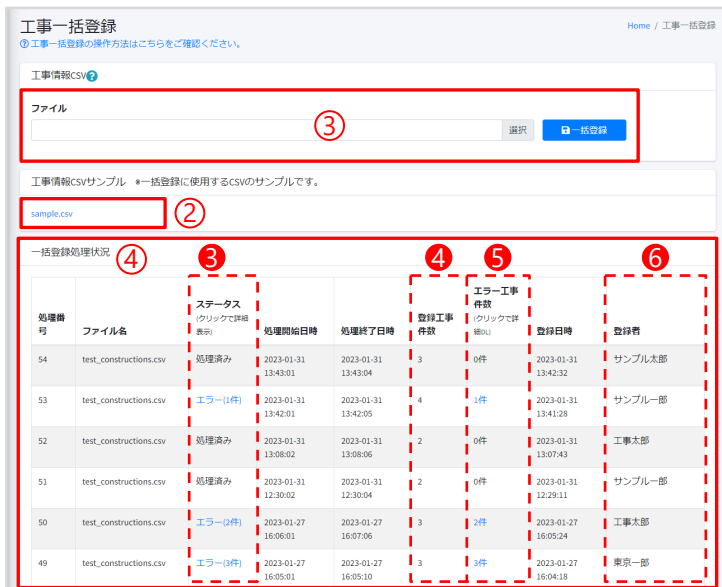 工事一括登録
Home / 工事一括登録
?工事一括登録の操作方法はこちらをご確認ください。
工事情報CSV?
ファイル
③
選択
一括登録
工事情報CSVサンプル ※一括登録に使用するCSVのサンプルです。
sample.csv
②
一括登録処理状況
④
❸ ❹ ❺ ❻
処理番号 ファイル名 ステータス (クリックで詳細表示) 処理開始日時 処理終了日時 登録工事件数 エラー工事件数 (クリックで詳細DL) 登録日時 登録者
54 test_constructions.csv 処理済み 2023-01-31 13:43:01 2023-01-31 13:43:04 3 0件 2023-01-31 13:42:32 サンプル太郎
53 test_constructions.csv エラー(1件) 2023-01-31 13:42:01 2023-01-31 13:42:05 4 1件 2023-01-31 13:41:28 サンプル一郎
52 test_constructions.csv 処理済み 2023-01-31 13:08:02 2023-01-31 13:08:06 2 0件 2023-01-31 13:07:43 工事太郎
51 test_constructions.csv 処理済み 2023-01-31 12:30:02 2023-01-31 12:30:04 2 0件 2023-01-31 12:29:11 サンプル一郎
50 test_constructions.csv エラー(2件) 2023-01-27 16:06:01 2023-01-27 16:07:06 3 2件 2023-01-27 16:05:24 工事太郎
49 test_constructions.csv エラー(3件) 2023-01-27 16:05:01 2023-01-27 16:05:10 3 3件 2023-01-27 16:04:18 東京一郎